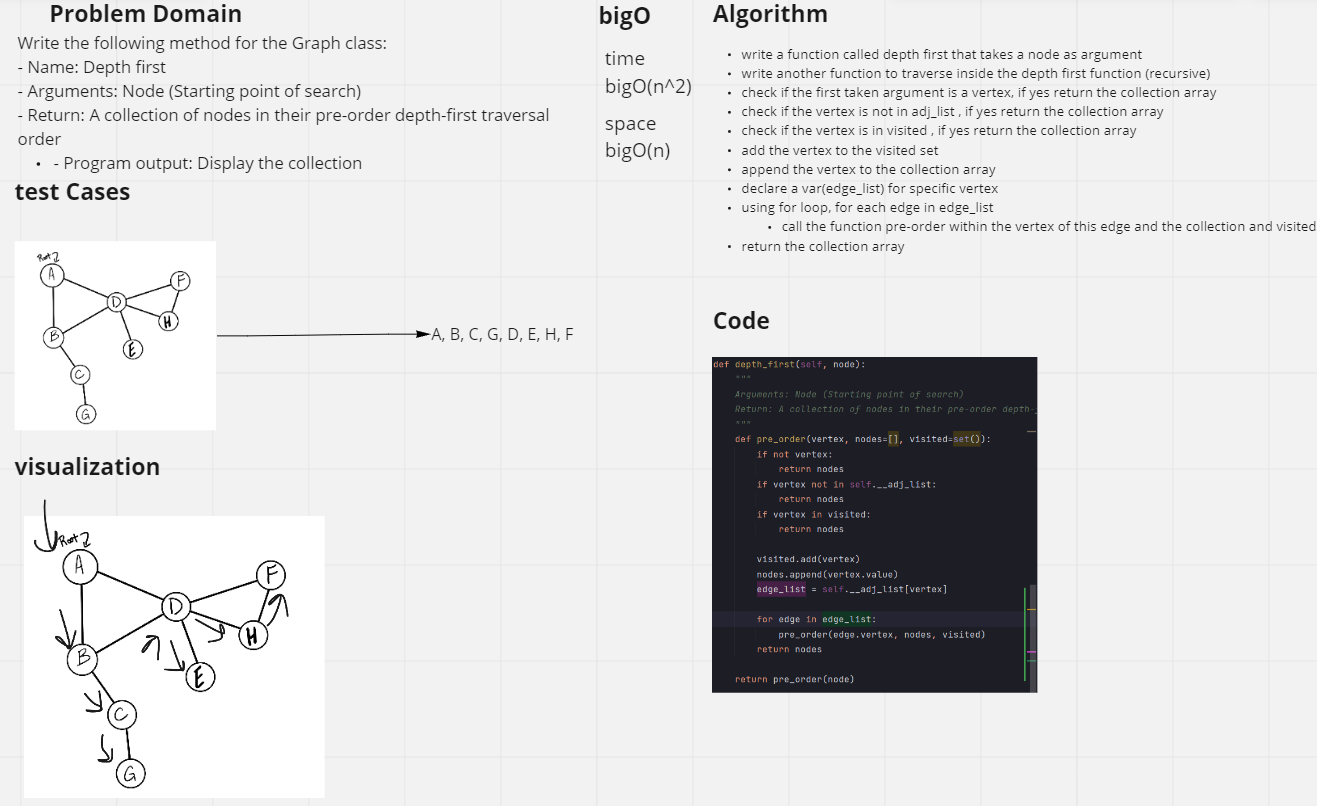 Problem Domain
Write the following method for the Graph class:
- Name: Depth first
- Arguments: Node (Starting point of search)
- Return: A collection of nodes in their pre-order depth-first traversal
order
• - Program output: Display the collection
test Cases
Root
A
F
D
H
B
E
C
G
A, B, C, G, D, E, H, F
visualization
Root
A
F
D
H
B
E
C
G
bigO
time
bigO(n^2)
space
bigO(n)
Algorithm
• write a function called depth first that takes a node as argument
• write another function to traverse inside the depth first function (recursive)
• check if the first taken argument is a vertex, if yes return the collection array
• check if the vertex is not in adj_list , if yes return the collection array
• check if the vertex is in visited , if yes return the collection array
• add the vertex to the visited set
• append the vertex to the collection array
• declare a var(edge_list) for specific vertex
• using for loop, for each edge in edge_list
• call the function pre-order within the vertex of this edge and the collection and visited
• return the collection array
Code
def depth_first(self, node):
"""
Arguments: Node (Starting point of search)
Return: A collection of nodes in their pre-order depth-
"""
def pre_order(vertex, nodes=[], visited=set()):
if not vertex:
return nodes
if vertex not in self.__adj_list:
return nodes
if vertex in visited:
return nodes
visited.add(vertex)
nodes.append(vertex.value)
edge_list = self.__adj_list[vertex]
for edge in edge_list:
pre_order(edge.vertex, nodes, visited)
return nodes
return pre_order(node)